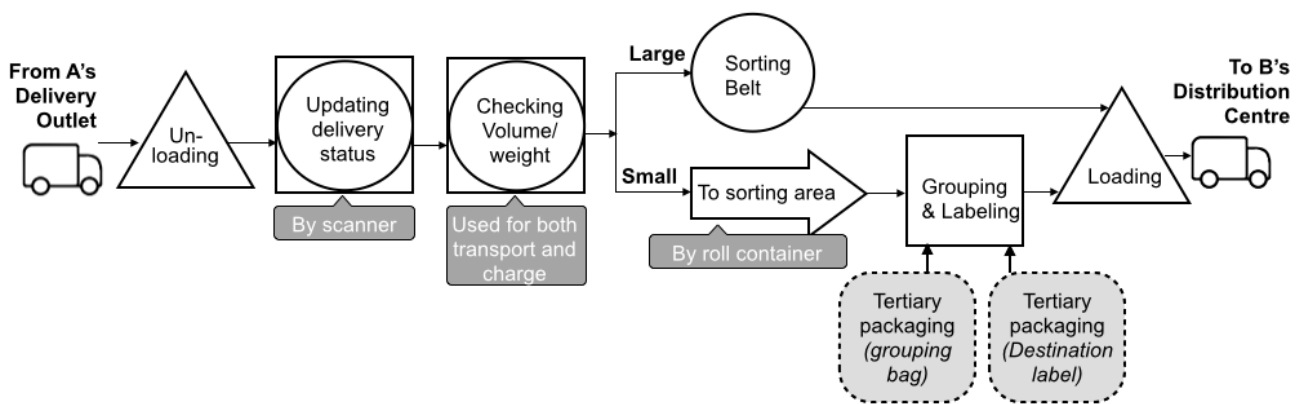 From A's
Delivery
Outlet
Un-
loading
Updating
delivery
status
By scanner
Checking
Volume/
weight
Used for both
transport and
charge
Large
Sorting
Belt
Small
To sorting area
By roll container
Grouping
& Labeling
Tertiary
packaging
(grouping
bag)
Tertiary
packaging
(Destination
label)
Loading
To B's
Distribution
Centre